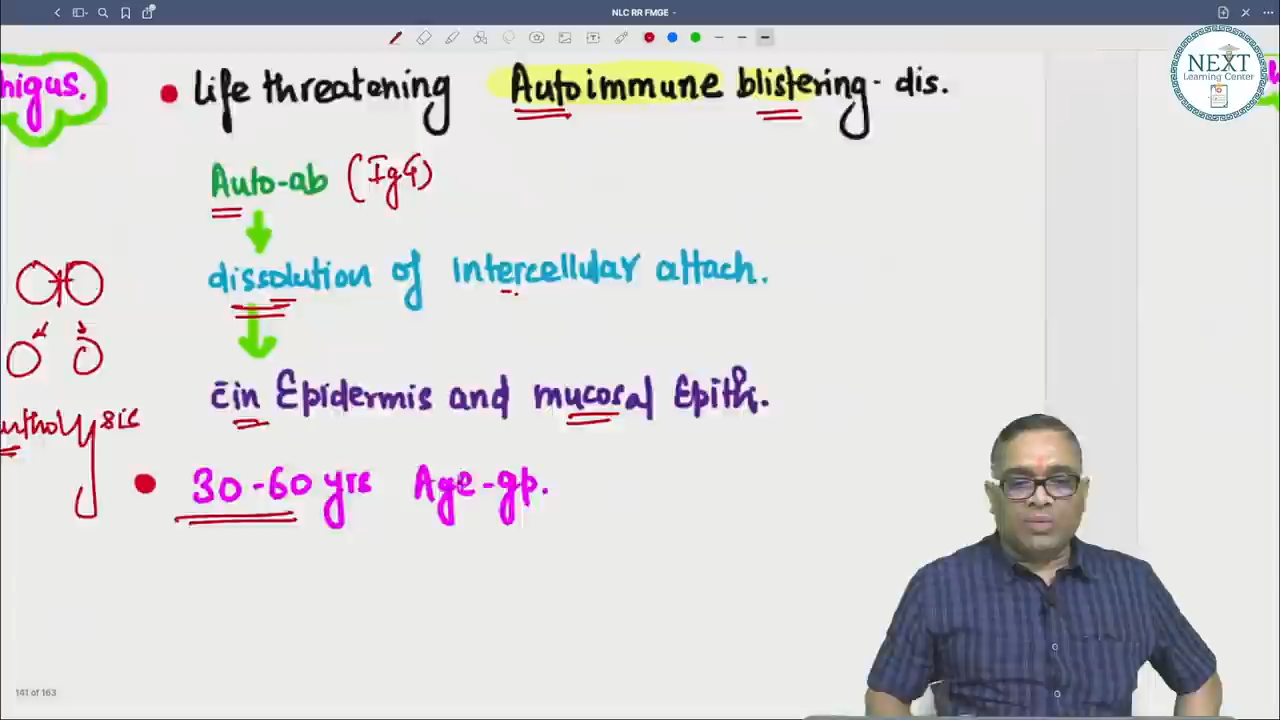 NLC RR FMGE
NEXT
Learning Center
higus.
Life threatening Autoimmune blistering - dis.
Auto-ab (IgG)
dissolution of intercellular attach.
c̄in Epidermis and mucosal Epith.
30-60 yrs Age-gp.
141 of 163